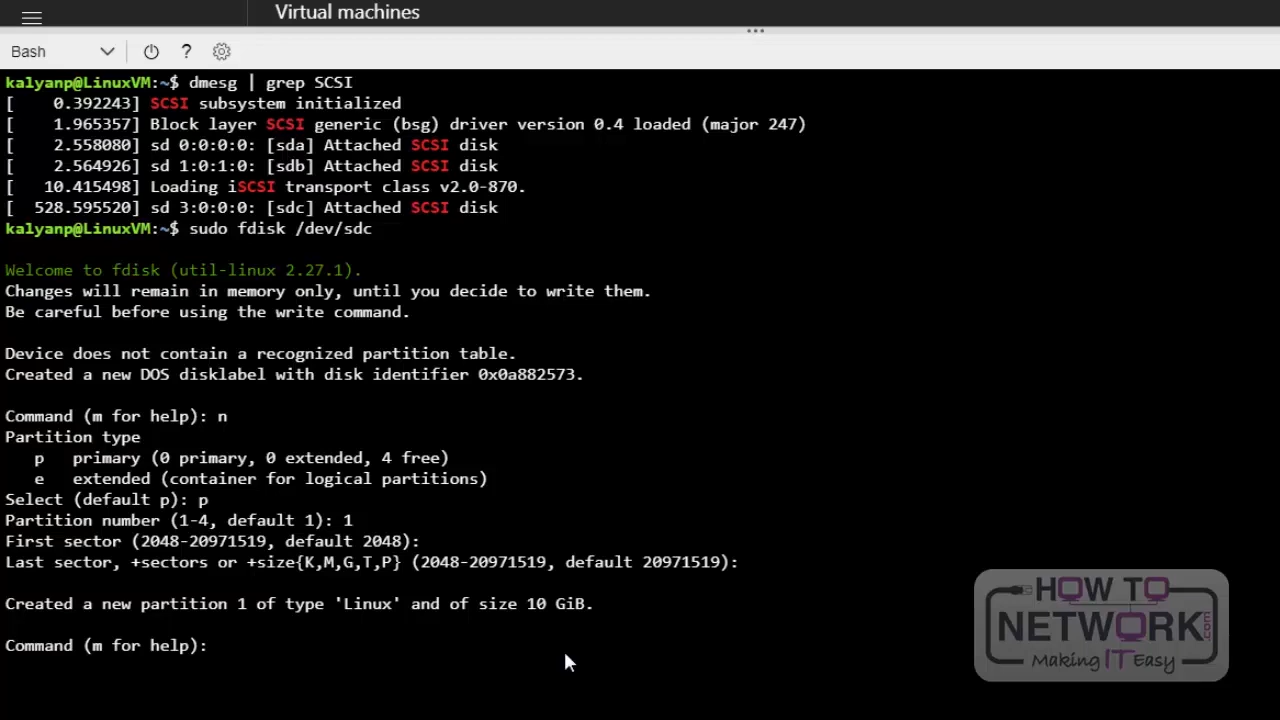 Virtual machines
Bash
?
kalyanp@LinuxVM:~$ dmesg | grep SCSI
[    0.392243] SCSI subsystem initialized
[    1.965357] Block layer SCSI generic (bsg) driver version 0.4 loaded (major 247)
[    2.558080] sd 0:0:0:0: [sda] Attached SCSI disk
[    2.564926] sd 1:0:1:0: [sdb] Attached SCSI disk
[   10.415498] Loading iSCSI transport class v2.0-870.
[  528.595520] sd 3:0:0:0: [sdc] Attached SCSI disk
kalyanp@LinuxVM:~$ sudo fdisk /dev/sdc
Welcome to fdisk (util-linux 2.27.1).
Changes will remain in memory only, until you decide to write them.
Be careful before using the write command.
Device does not contain a recognized partition table.
Created a new DOS disklabel with disk identifier 0x0a882573.
Command (m for help): n
Partition type
   p   primary (0 primary, 0 extended, 4 free)
   e   extended (container for logical partitions)
Select (default p): p
Partition number (1-4, default 1): 1
First sector (2048-20971519, default 2048):
Last sector, +sectors or +size{K,M,G,T,P} (2048-20971519, default 20971519):
Created a new partition 1 of type 'Linux' and of size 10 GiB.
Command (m for help):
HOW TO
NETWORK.com
Making IT Easy